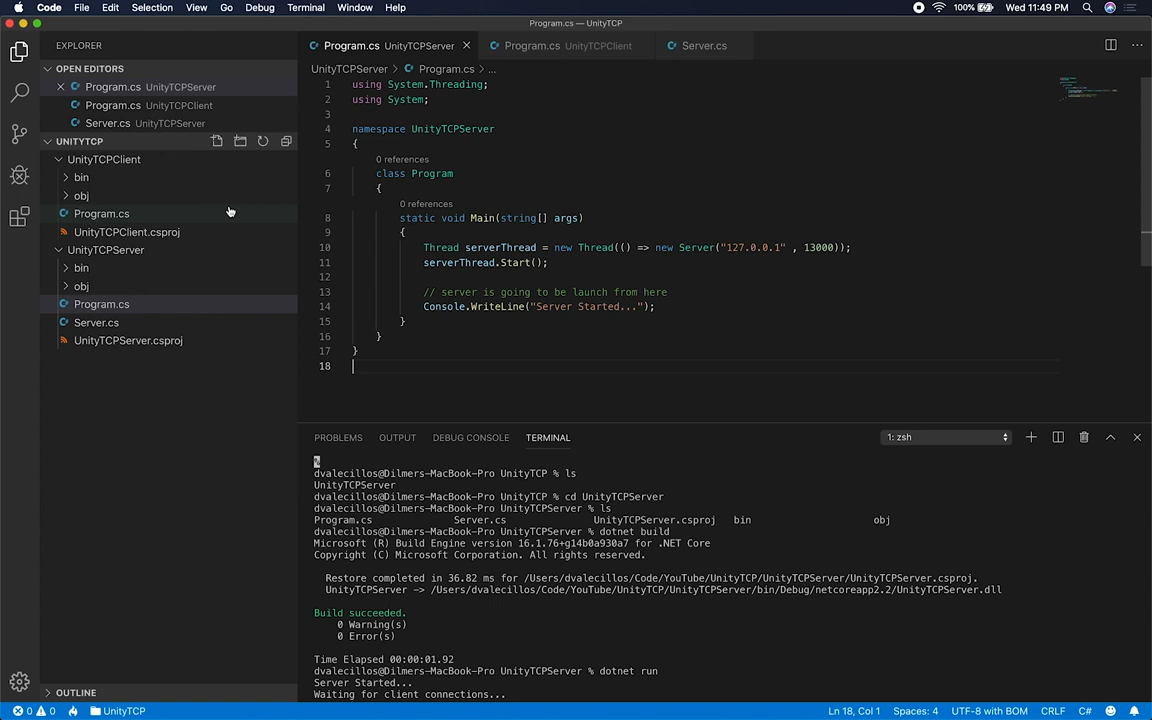 Code File Edit Selection View Go Debug Terminal Window Help 100% Wed 11:49 PM
Program.cs — UnityTCP
EXPLORER
Program.cs UnityTCPServer
Program.cs UnityTCPClient
Server.cs
OPEN EDITORS
Program.cs UnityTCPServer
Program.cs UnityTCPClient
Server.cs UnityTCPServer
UNITYTCP
UnityTCPClient
bin
obj
Program.cs
UnityTCPClient.csproj
UnityTCPServer
bin
obj
Program.cs
Server.cs
UnityTCPServer.csproj
OUTLINE
UnityTCPServer > Program.cs > ...
1 using System.Threading;
2 using System;
3
4 namespace UnityTCPServer
5 {
0 references
6 class Program
7 {
0 references
8 static void Main(string[] args)
9 {
10 Thread serverThread = new Thread(() => new Server("127.0.0.1" , 13000));
11 serverThread.Start();
12
13 // server is going to be launch from here
14 Console.WriteLine("Server Started...");
15 }
16 }
17 }
18
PROBLEMS OUTPUT DEBUG CONSOLE TERMINAL 1: zsh
%
dvalecillos@Dilmers-MacBook-Pro UnityTCP % ls
UnityTCPServer
dvalecillos@Dilmers-MacBook-Pro UnityTCP % cd UnityTCPServer
dvalecillos@Dilmers-MacBook-Pro UnityTCPServer % ls
Program.cs Server.cs UnityTCPServer.csproj bin obj
dvalecillos@Dilmers-MacBook-Pro UnityTCPServer % dotnet build
Microsoft (R) Build Engine version 16.1.76+g14b0a930a7 for .NET Core
Copyright (C) Microsoft Corporation. All rights reserved.
Restore completed in 36.82 ms for /Users/dvalecillos/Code/YouTube/UnityTCP/UnityTCPServer/UnityTCPServer.csproj.
UnityTCPServer -> /Users/dvalecillos/Code/YouTube/UnityTCP/UnityTCPServer/bin/Debug/netcoreapp2.2/UnityTCPServer.dll
Build succeeded.
0 Warning(s)
0 Error(s)
Time Elapsed 00:00:01.92
dvalecillos@Dilmers-MacBook-Pro UnityTCPServer % dotnet run
Server Started...
Waiting for client connections...
0 0 UnityTCP Ln 18, Col 1 Spaces: 4 UTF-8 with BOM CRLF C#